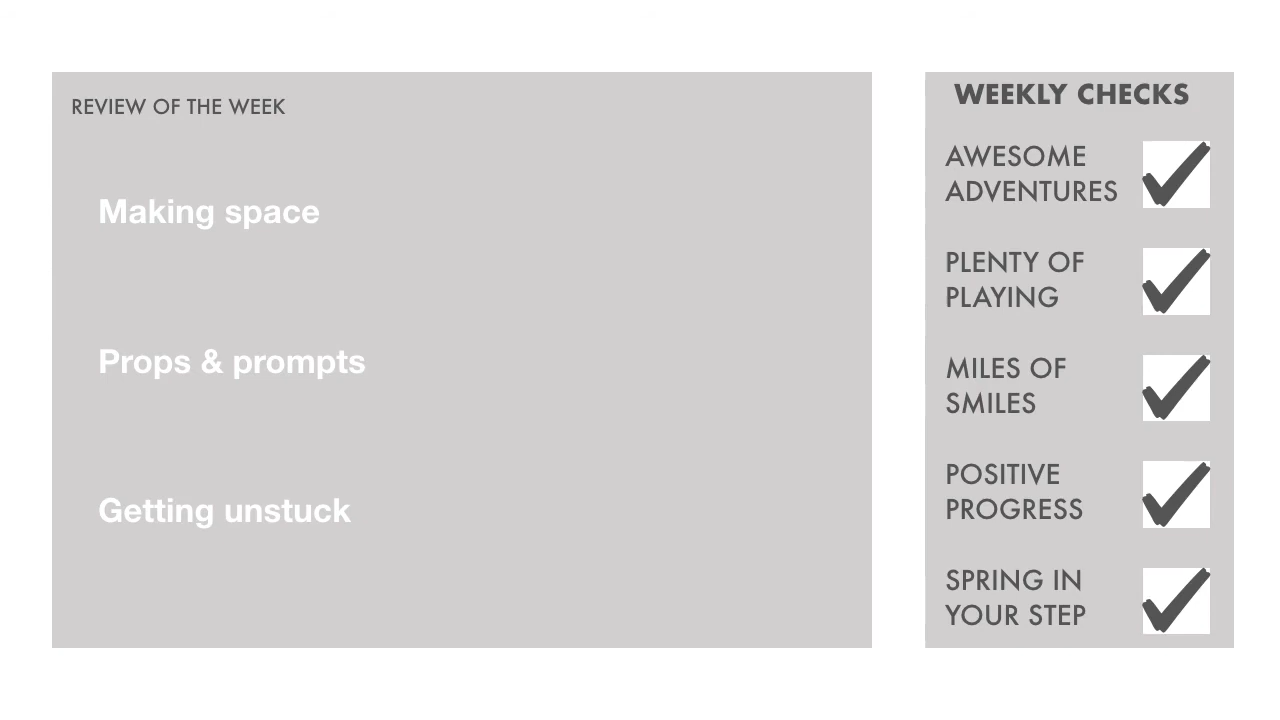 REVIEW OF THE WEEK
Making space
Props & prompts
Getting unstuck
WEEKLY CHECKS
AWESOME
ADVENTURES
PLENTY OF
PLAYING
MILES OF
SMILES
POSITIVE
PROGRESS
SPRING IN
YOUR STEP